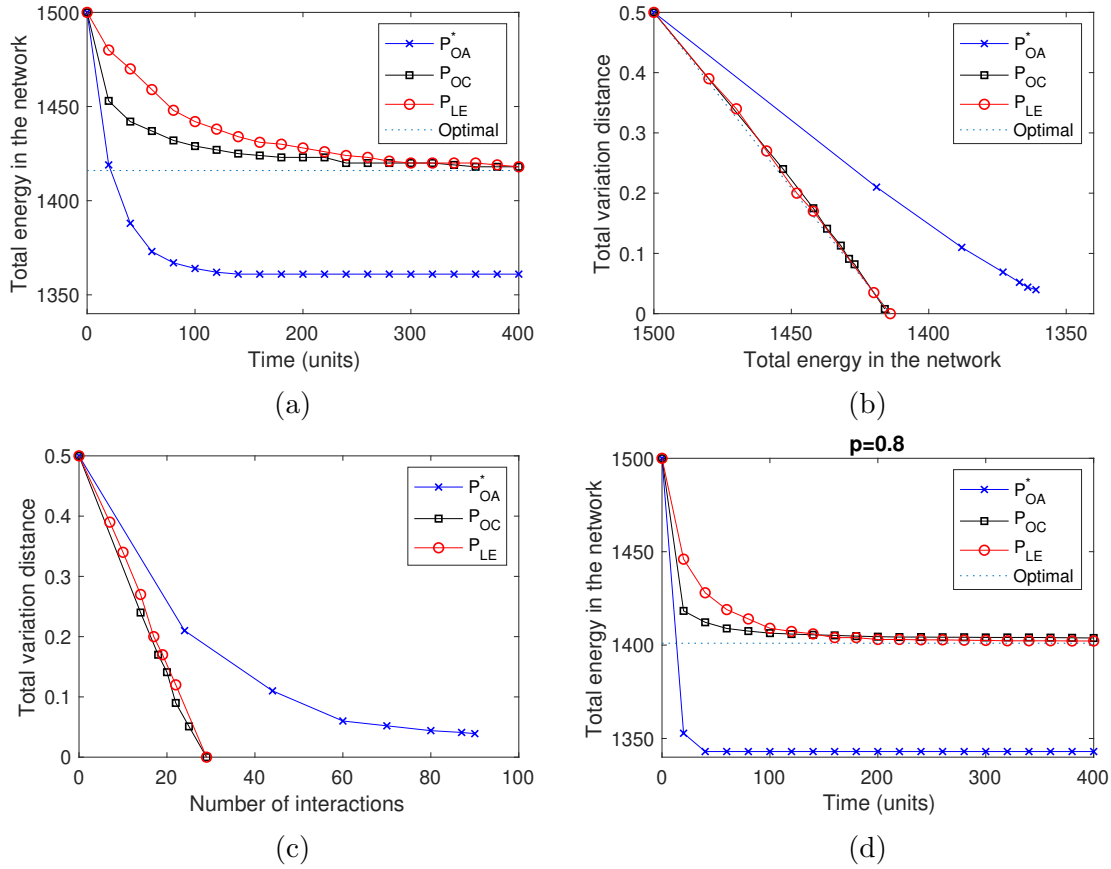 1500
1450
1400
1350
0
100
200
300
400
Total energy in the network
Time (units)
P*OA
POC
PLE
Optimal
(a)
0.5
0.4
0.3
0.2
0.1
0
1500
1450
1400
1350
Total variation distance
Total energy in the network
P*OA
POC
PLE
Optimal
(b)
0.5
0.4
0.3
0.2
0.1
0
0
20
40
60
80
100
Total variation distance
Number of interactions
P*OA
POC
PLE
(c)
p=0.8
1500
1450
1400
1350
0
100
200
300
400
Total energy in the network
Time (units)
P*OA
POC
PLE
Optimal
(d)